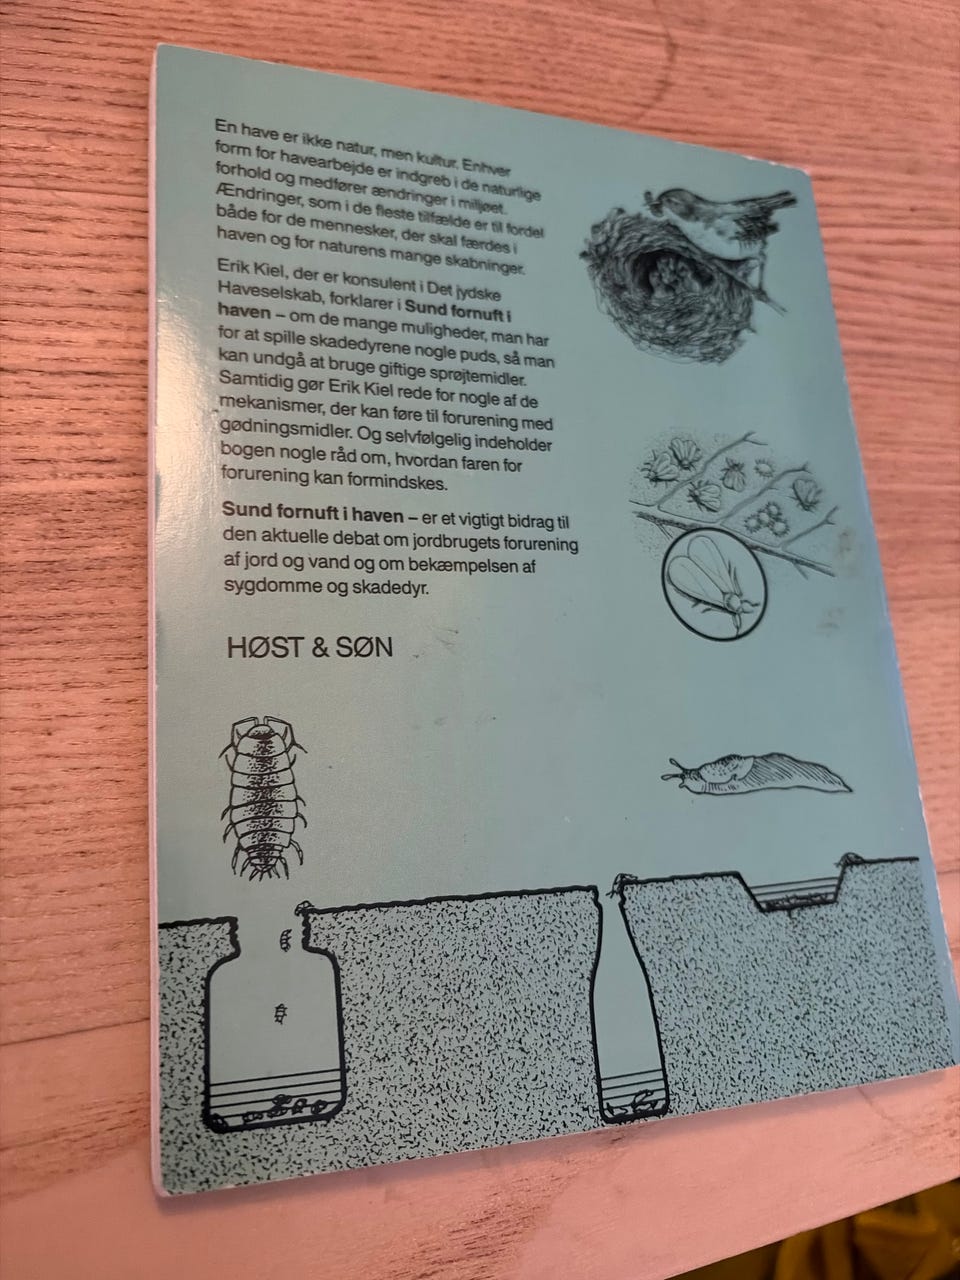 En have er ikke natur, men kultur. Enhver
form for havearbejde er indgreb i de naturlige
forhold og medfører ændringer i miljøet.
Ændringer, som i de fleste tilfælde er til fordel
både for de mennesker, der skal færdes i
haven og for naturens mange skabninger.
Erik Kiel, der er konsulent i Det jydske
Haveselskab, forklarer i Sund fornuft i
haven – om de mange muligheder, man har
for at spille skadedyrene nogle puds, så man
kan undgå at bruge giftige sprøjtemidler.
Samtidig gør Erik Kiel rede for nogle af de
mekanismer, der kan føre til forurening med
gødningsmidler. Og selvfølgelig indeholder
bogen nogle råd om, hvordan faren for
forurening kan formindskes.
Sund fornuft i haven – er et vigtigt bidrag til
den aktuelle debat om jordbrugets forurening
af jord og vand og om bekæmpelsen af
sygdomme og skadedyr.
HØST & SØN